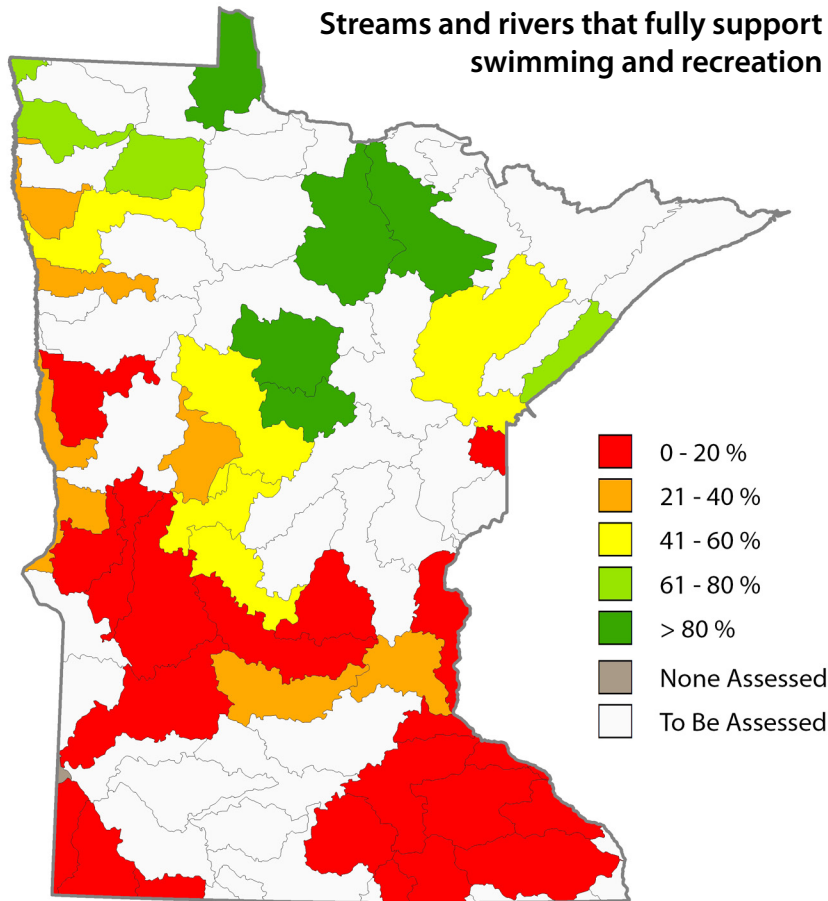 Streams and rivers that fully support
swimming and recreation
0 - 20 %
21 - 40 %
41 - 60 %
61 - 80 %
> 80 %
None Assessed
To Be Assessed